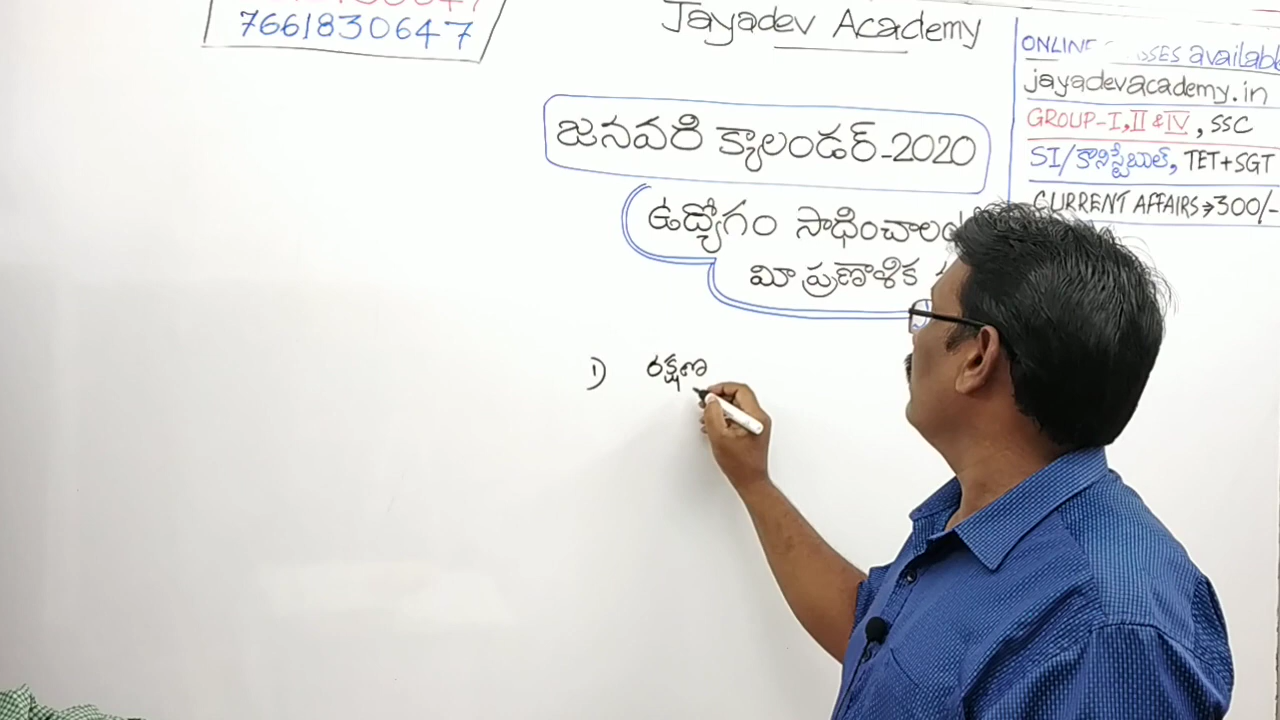 7661830647
Jayadev Academy
ONLINE available
jayadevacademy.in
GROUP-I, II & IV, SSC
SI/కానిస్టేబుల్, TET+SGT
CURRENT AFFAIRS → 300/-
జనవరి క్యాలండర్-2020
ఉద్యోగం సాధించాలం
మీ ప్రణాళిక
1) రక్షణ